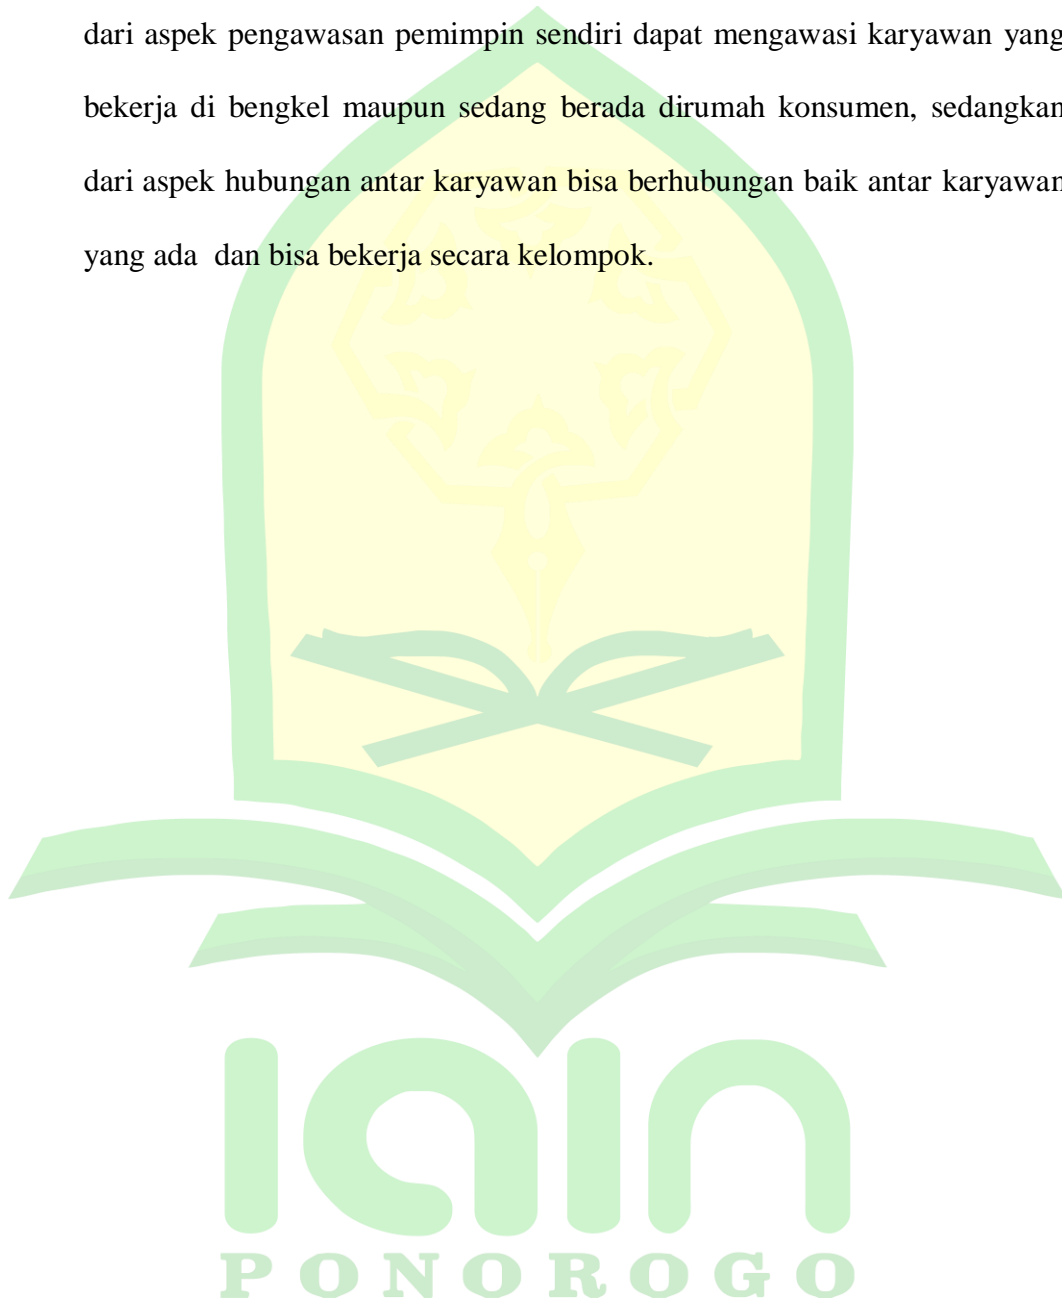 dari aspek pengawasan pemimpin sendiri dapat mengawasi karyawan yang
bekerja di bengkel maupun sedang berada dirumah konsumen, sedangkan
dari aspek hubungan antar karyawan bisa berhubungan baik antar karyawan
yang ada  dan bisa bekerja secara kelompok.
iain
PONOROGO